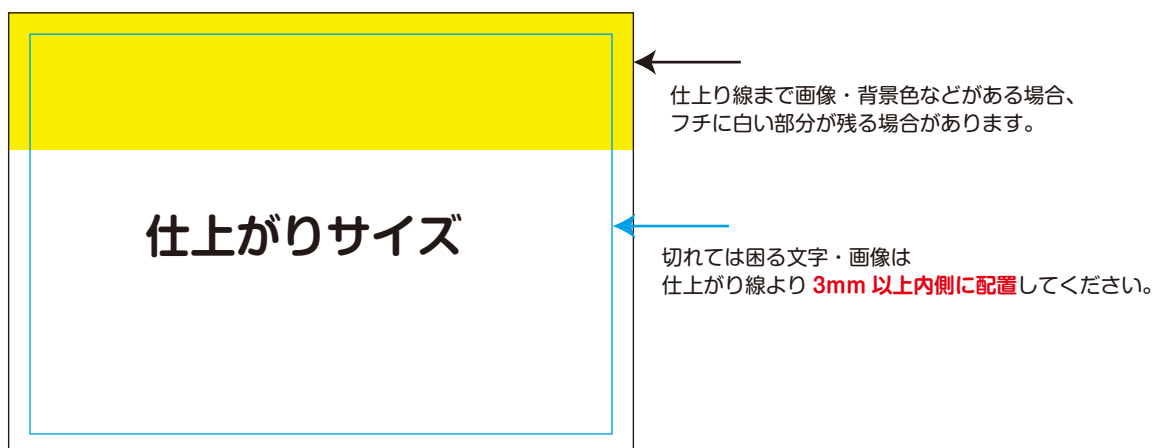 仕上り線まで画像・背景色などがある場合、
フチに白い部分が残る場合があります。
仕上がりサイズ
切れては困る文字・画像は
仕上がり線より 3mm 以上内側に配置してください。